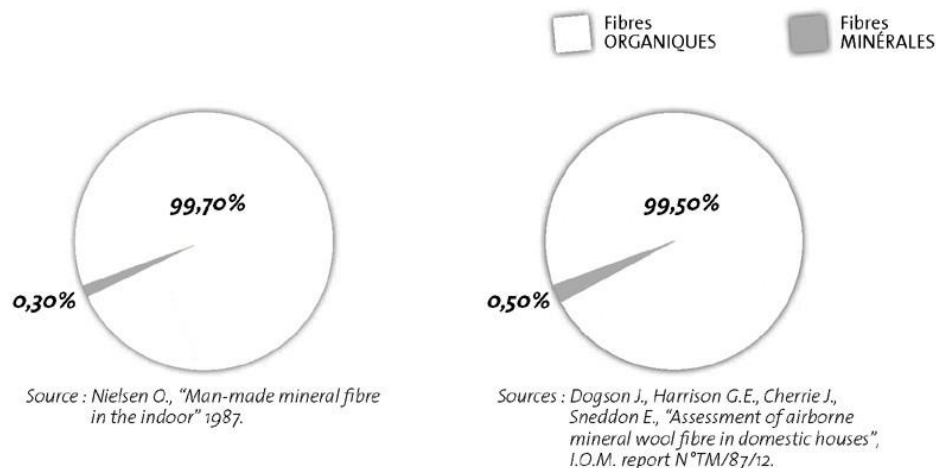 Fibres
ORGANIQUES
Fibres
MINÉRALES
99,70%
0,30%
Source : Nielsen O., “Man-made mineral fibre
in the indoor” 1987.
99,50%
0,50%
Sources : Dogson J., Harrison G.E., Cherrie J.,
Sneddon E., “Assessment of airborne
mineral wool fibre in domestic houses”,
I.O.M. report N°TM/87/12.